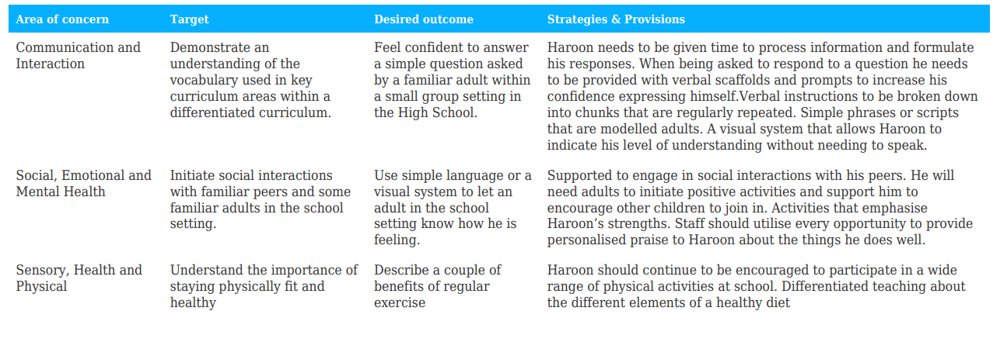 Area of concern Target Desired outcome Strategies & Provisions
Communication and
Interaction
Demonstrate an
understanding of the
vocabulary used in key
curriculum areas within a
differentiated curriculum.
Feel confident to answer
a simple question asked
by a familiar adult within
a small group setting in
the High School.
Haroon needs to be given time to process information and formulate
his responses. When being asked to respond to a question he needs
to be provided with verbal scaffolds and prompts to increase his
confidence expressing himself.Verbal instructions to be broken down
into chunks that are regularly repeated. Simple phrases or scripts
that are modelled adults. A visual system that allows Haroon to
indicate his level of understanding without needing to speak.
Social, Emotional and
Mental Health
Initiate social interactions
with familiar peers and some
familiar adults in the school
setting.
Use simple language or a
visual system to let an
adult in the school
setting know how he is
feeling.
Supported to engage in social interactions with his peers. He will
need adults to initiate positive activities and support him to
encourage other children to join in. Activities that emphasise
Haroon’s strengths. Staff should utilise every opportunity to provide
personalised praise to Haroon about the things he does well.
Sensory, Health and
Physical
Understand the importance of
staying physically fit and
healthy
Describe a couple of
benefits of regular
exercise
Haroon should continue to be encouraged to participate in a wide
range of physical activities at school. Differentiated teaching about
the different elements of a healthy diet